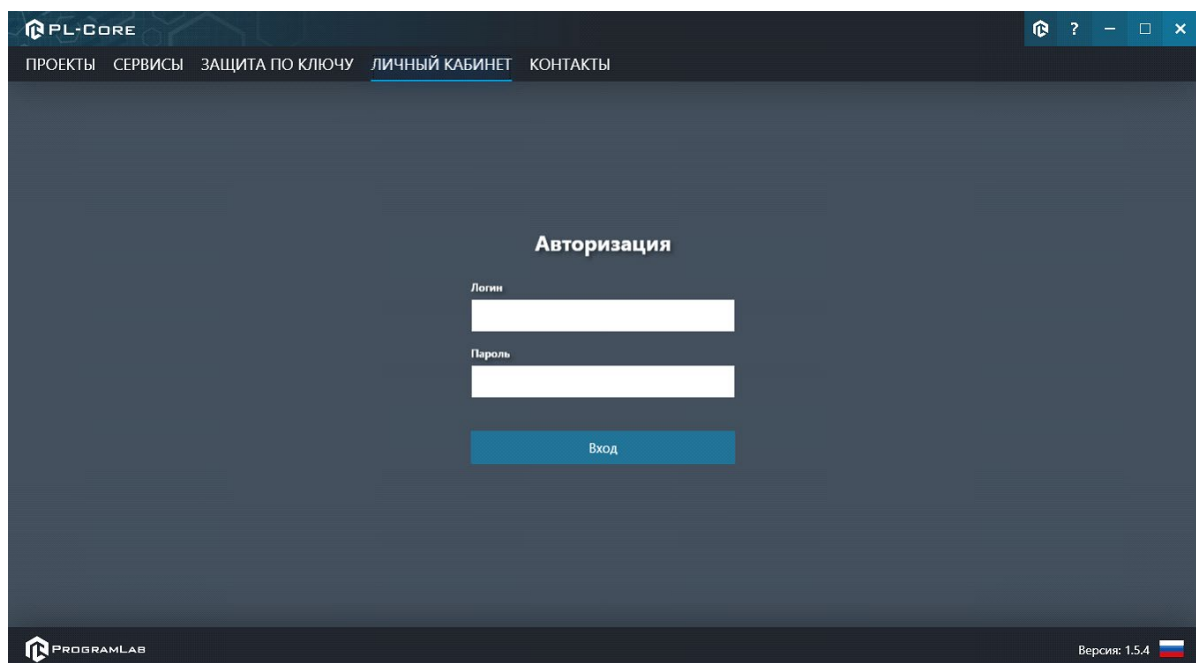 PL-CORE
?
ПРОЕКТЫ СЕРВИСЫ ЗАЩИТА ПО КЛЮЧУ ЛИЧНЫЙ КАБИНЕТ КОНТАКТЫ
Авторизация
Логин
Пароль
Вход
PROGRAMLAB
Версия: 1.5.4